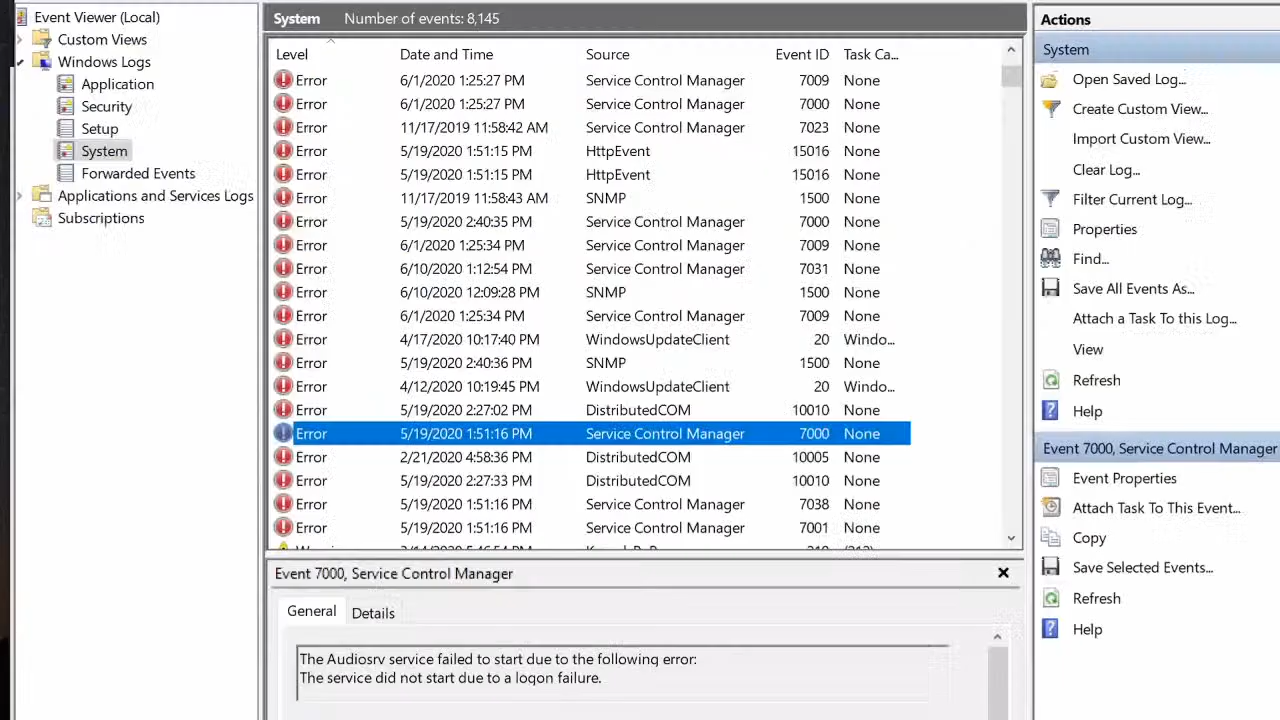 Event Viewer (Local)
Custom Views
Windows Logs
Application
Security
Setup
System
Forwarded Events
Applications and Services Logs
Subscriptions
System Number of events: 8,145
Level Date and Time Source Event ID Task Ca...
Error 6/1/2020 1:25:27 PM Service Control Manager 7009 None
Error 6/1/2020 1:25:27 PM Service Control Manager 7000 None
Error 11/17/2019 11:58:42 AM Service Control Manager 7023 None
Error 5/19/2020 1:51:15 PM HttpEvent 15016 None
Error 5/19/2020 1:51:15 PM HttpEvent 15016 None
Error 11/17/2019 11:58:43 AM SNMP 1500 None
Error 5/19/2020 2:40:35 PM Service Control Manager 7000 None
Error 6/1/2020 1:25:34 PM Service Control Manager 7009 None
Error 6/10/2020 1:12:54 PM Service Control Manager 7031 None
Error 6/10/2020 12:09:28 PM SNMP 1500 None
Error 6/1/2020 1:25:34 PM Service Control Manager 7009 None
Error 4/17/2020 10:17:40 PM WindowsUpdateClient 20 Windo...
Error 5/19/2020 2:40:36 PM SNMP 1500 None
Error 4/12/2020 10:19:45 PM WindowsUpdateClient 20 Windo...
Error 5/19/2020 2:27:02 PM DistributedCOM 10010 None
Error 5/19/2020 1:51:16 PM Service Control Manager 7000 None
Error 2/21/2020 4:58:36 PM DistributedCOM 10005 None
Error 5/19/2020 2:27:33 PM DistributedCOM 10010 None
Error 5/19/2020 1:51:16 PM Service Control Manager 7038 None
Error 5/19/2020 1:51:16 PM Service Control Manager 7001 None
Event 7000, Service Control Manager
General Details
The Audiosrv service failed to start due to the following error:
The service did not start due to a logon failure.
Actions
System
Open Saved Log...
Create Custom View...
Import Custom View...
Clear Log...
Filter Current Log...
Properties
Find...
Save All Events As...
Attach a Task To this Log...
View
Refresh
Help
Event 7000, Service Control Manager
Event Properties
Attach Task To This Event...
Copy
Save Selected Events...
Refresh
Help